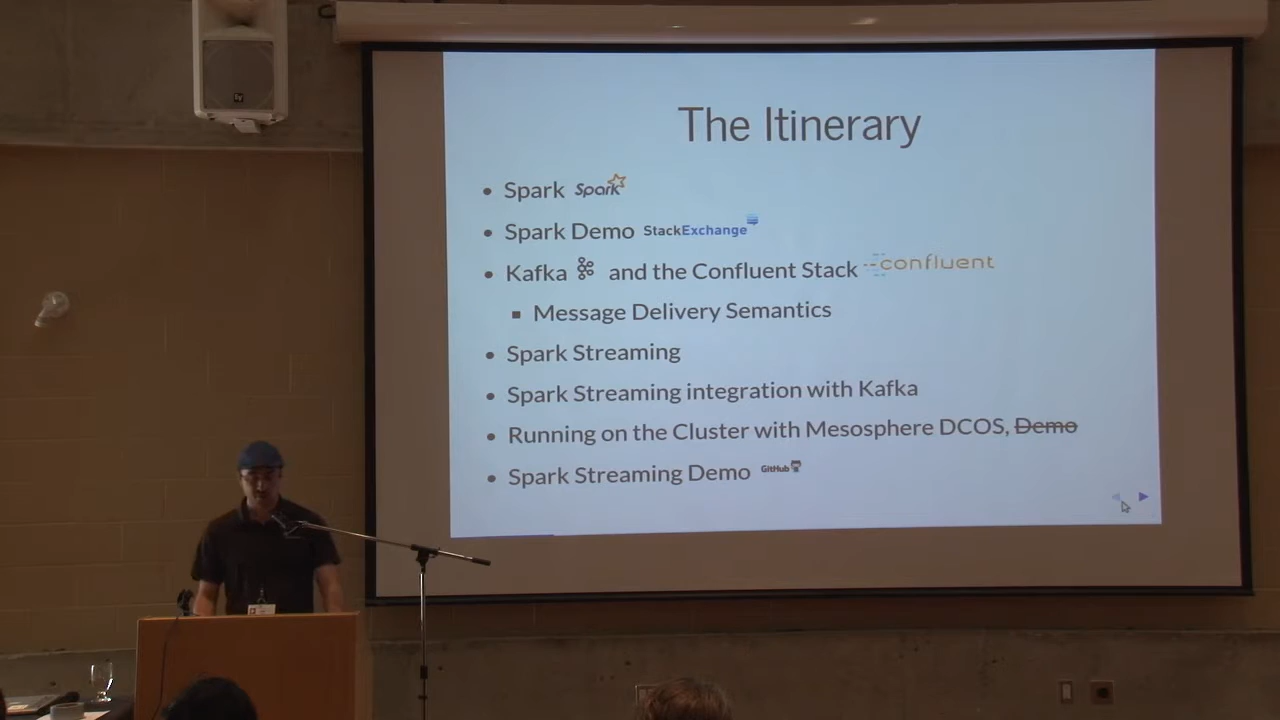 The Itinerary
Spark Spark
Spark Demo StackExchange
Kafka and the Confluent Stack confluent
Message Delivery Semantics
Spark Streaming
Spark Streaming integration with Kafka
Running on the Cluster with Mesosphere DCOS, Demo
Spark Streaming Demo GitHub